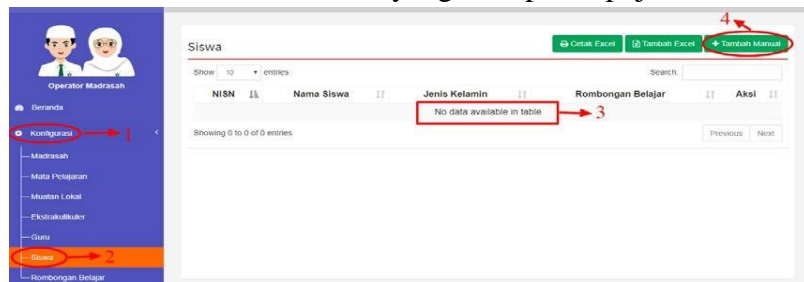 4
Siswa
Cetak Excel
Tambah Excel
+ Tambah Manual
Show 10 entries
Search:
NISN Nama Siswa Jenis Kelamin Rombongan Belajar Aksi
No data available in table
3
Showing 0 to 0 of 0 entries
Previous Next
Operator Madrasah
Beranda
Konfigurasi
1
Madrasah
Mata Pelajaran
Muatan Lokal
Ekstrakulikuler
Guru
Siswa
2
Rombongan Belajar